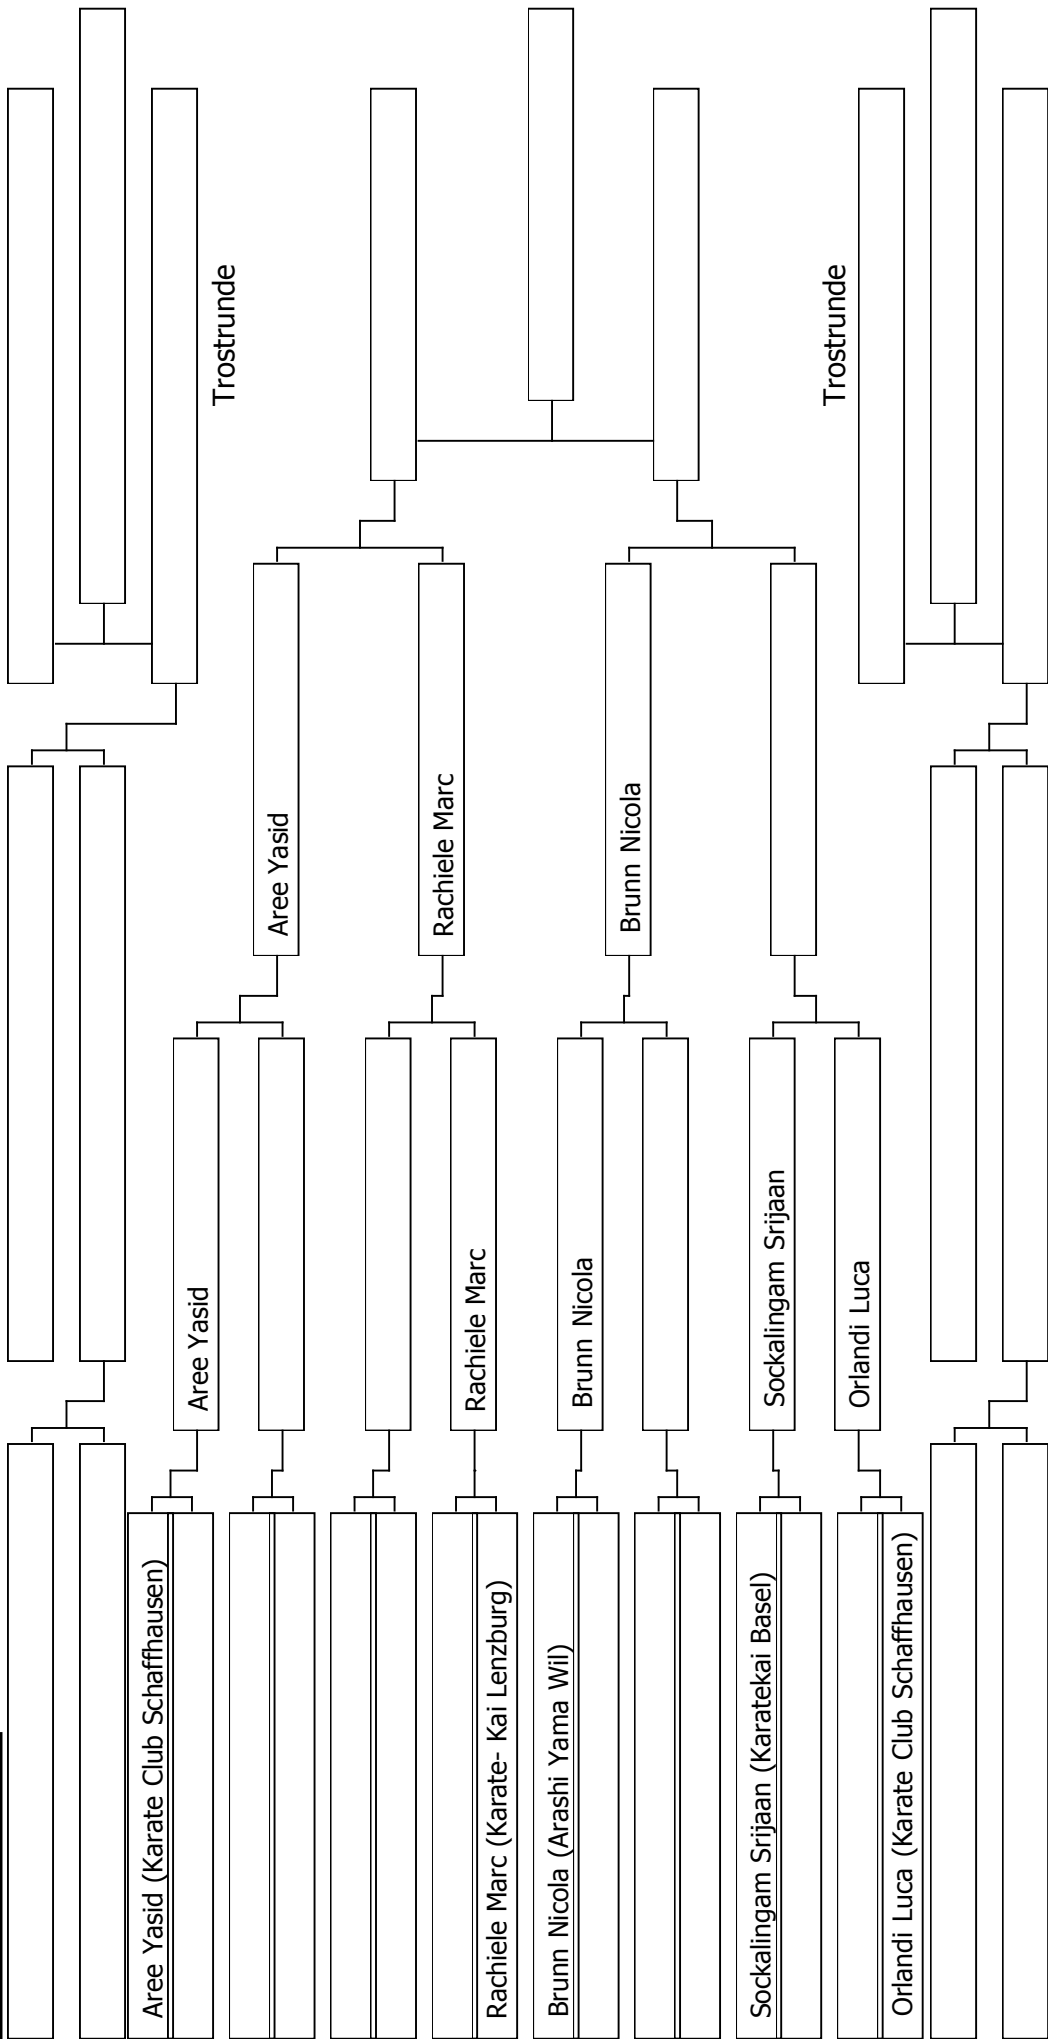 Aree Yasid (Karate Club Schaffhausen)
Rachiele Marc (Karate- Kai Lenzburg)
Brunn Nicola (Arashi Yama Wil)
Sockalingam Srijaan (Karatekai Basel)
Orlandi Luca (Karate Club Schaffhausen)
Aree Yasid
Rachiele Marc
Brunn Nicola
Sockalingam Srijaan
Orlandi Luca
Aree Yasid
Rachiele Marc
Brunn Nicola
Trostrunde
Trostrunde